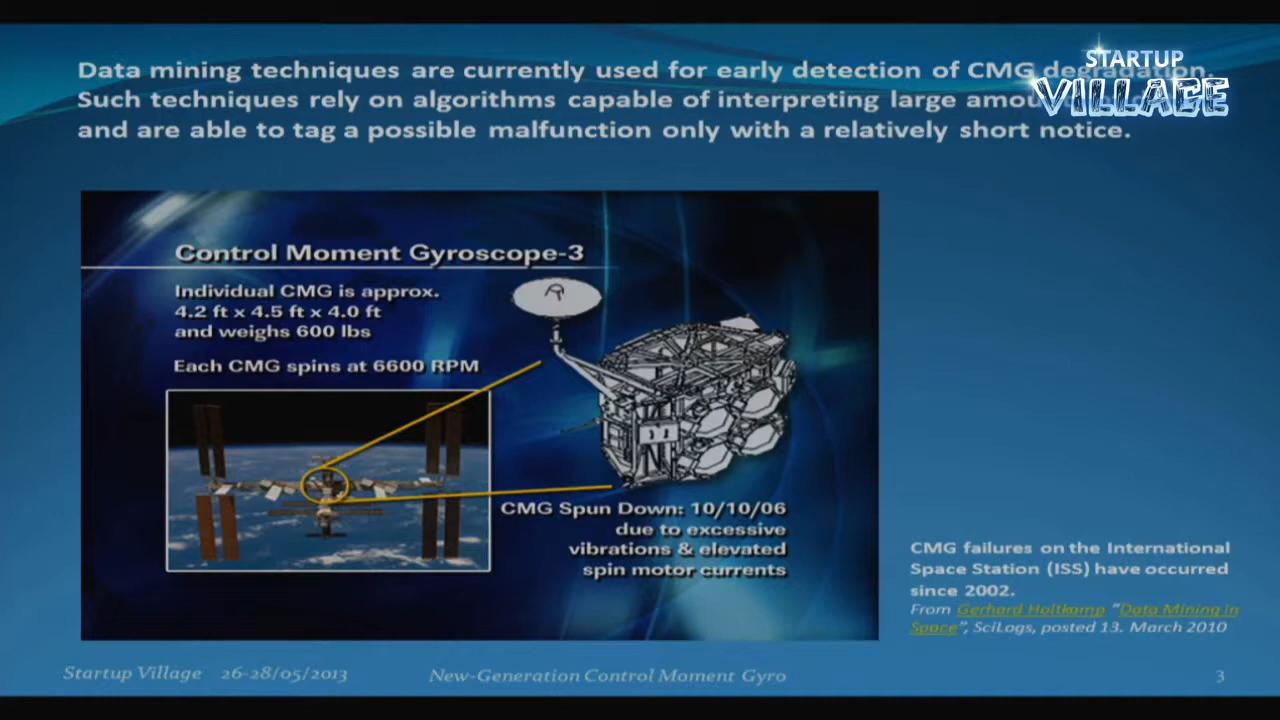 STARTUP
VILLAGE
Data mining techniques are currently used for early detection of CMG degradation.
Such techniques rely on algorithms capable of interpreting large
and are able to tag a possible malfunction only with a relatively short notice.
Control Moment Gyroscope-3
Individual CMG is approx.
4.2 ft x 4.5 ft x 4.0 ft
and weighs 600 lbs
Each CMG spins at 6600 RPM
CMG Spun Down: 10/10/06
due to excessive
vibrations & elevated
spin motor currents
CMG failures on the International
Space Station (ISS) have occurred
since 2002.
From Gerhard Holtkamp "Data Mining in
Space", SciLogs, posted 13. March 2010
Startup Village 26-28/05/2013
New-Generation Control Moment Gyro
3